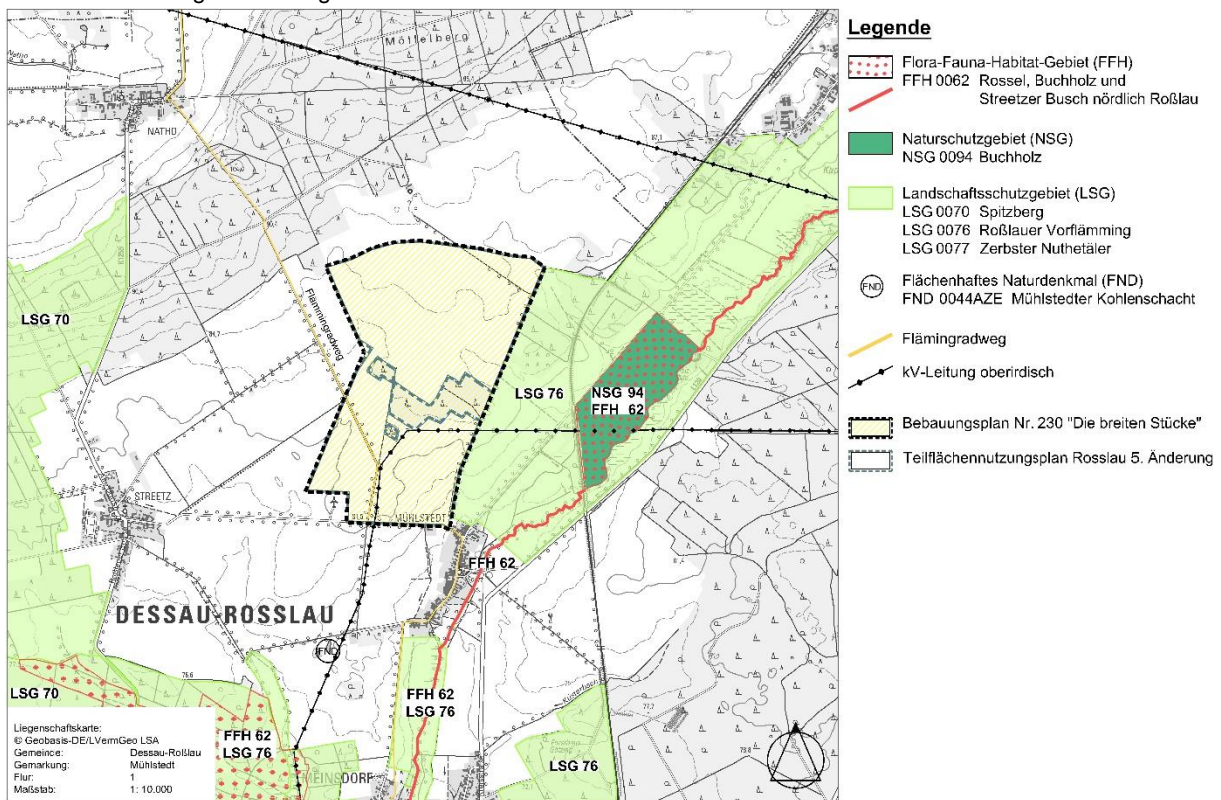 Möllelberg
NATHO
LSG 70
Flämingradweg
LSG 76
NSG 94
FFH 62
STREETZ
MÜHLSTEDT
FFH 62
DESSAU-ROSSLAU
FND
LSG 70
FFH 62
LSG 76
FFH 62
LSG 76
LSG 76
MEINSDORF
Liegenschaftskarte:
© Geobasis-DE/LVermGeo LSA
Gemeince: Dessau-Roßlau
Gemarkung: Mühlstedt
Flur: 1
Maßstab: 1: 10.000
Legende
Flora-Fauna-Habitat-Gebiet (FFH)
FFH 0062 Rossel, Buchholz und
Streetzer Busch nördlich Roßlau
Naturschutzgebiet (NSG)
NSG 0094 Buchholz
Landschaftsschutzgebiet (LSG)
LSG 0070 Spitzberg
LSG 0076 Roßlauer Vorflämming
LSG 0077 Zerbster Nuthetäler
FND
Flächenhaftes Naturdenkmal (FND)
FND 0044AZE Mühlstedter Kohlenschacht
Flämingradweg
kV-Leitung oberirdisch
Bebauungsplan Nr. 230 "Die breiten Stücke"
Teilflächennutzungsplan Rosslau 5. Änderung